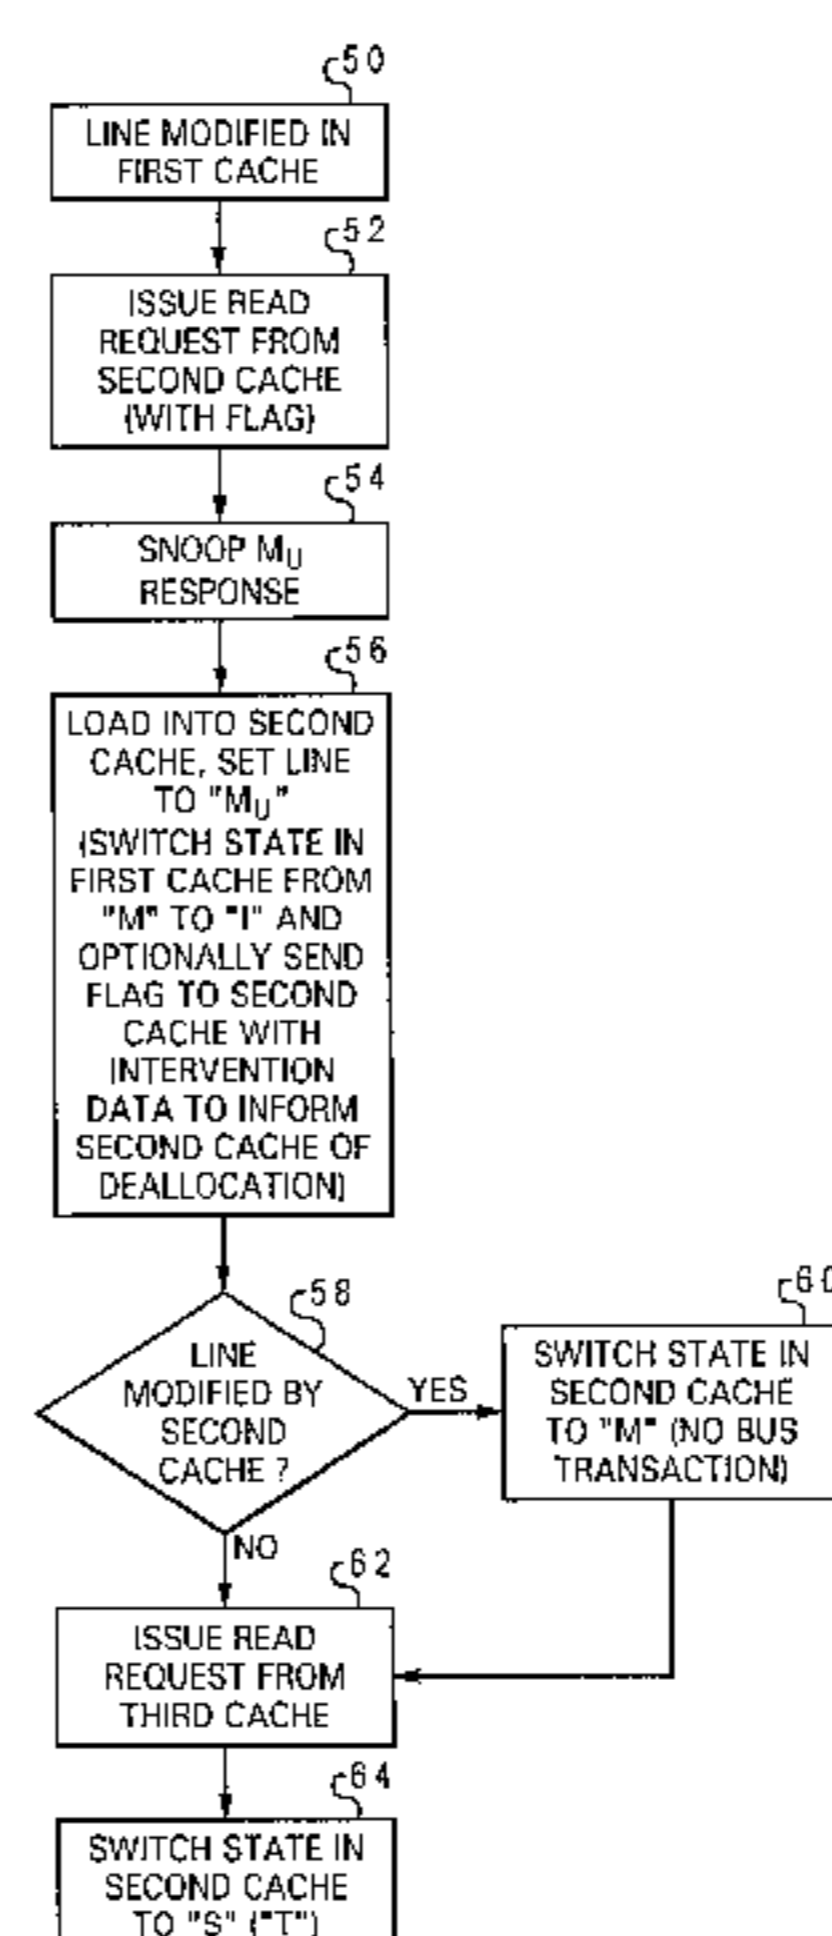 50
LINE MODIFIED IN
FIRST CACHE
52
ISSUE READ
REQUEST FROM
SECOND CACHE
(WITH FLAG)
54
SNOOP MU
RESPONSE
56
LOAD INTO SECOND
CACHE, SET LINE
TO "MU"
(SWITCH STATE IN
FIRST CACHE FROM
"M" TO "I" AND
OPTIONALLY SEND
FLAG TO SECOND
CACHE WITH
INTERVENTION
DATA TO INFORM
SECOND CACHE OF
DEALLOCATION)
58
LINE
MODIFIED BY
SECOND
CACHE ?
YES
60
SWITCH STATE IN
SECOND CACHE
TO "M" (NO BUS
TRANSACTION)
NO
62
ISSUE READ
REQUEST FROM
THIRD CACHE
64
SWITCH STATE IN
SECOND CACHE
TO "S" ("T")